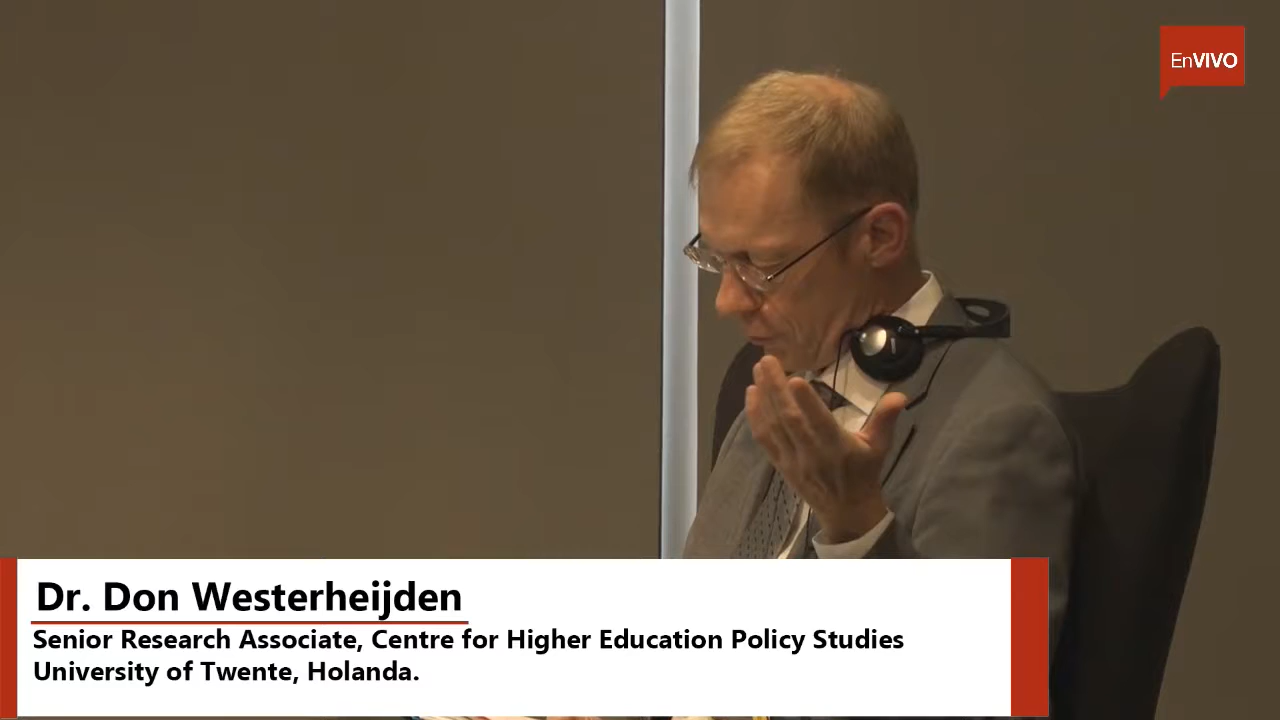 EnVIVO
Dr. Don Westerheijden
Senior Research Associate, Centre for Higher Education Policy Studies
University of Twente, Holanda.